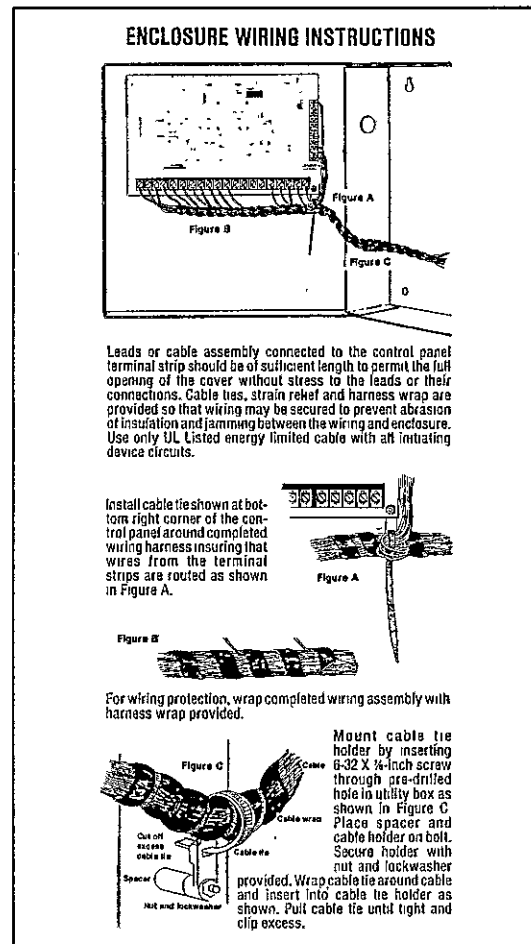 ENCLOSURE WIRING INSTRUCTIONS
Figure A
Figure B
Figure C
Leads or cable assembly connected to the control panel
terminal strip should be of sufficient length to permit the full
opening of the cover without stress to the leads or their
connections. Cable ties, strain relief and harness wrap are
provided so that wiring may be secured to prevent abrasion
of insulation and jamming between the wiring and enclosure.
Use only UL Listed energy limited cable with all initiating
device circuits.
Install cable tie shown at bot-
tom right corner of the con-
trol panel around completed
wiring harness insuring that
wires from the terminal
strips are routed as shown
in Figure A.
Figure A
Figure B
For wiring protection, wrap completed wiring assembly with
harness wrap provided.
Figure C
Cable
Cable wrap
Cut off
excess
cable tie
Cable tie
Spacer
Nut and lockwasher
Mount cable tie
holder by inserting
6-32 X -inch screw
through pre-drilled
hole in utility box as
shown in Figure C.
Place spacer and
cable holder on bolt.
Secure holder with
nut and lockwasher
provided. Wrap cable tie around cable
and insert into cable tie holder as
shown. Pull cable tie until tight and
clip excess.